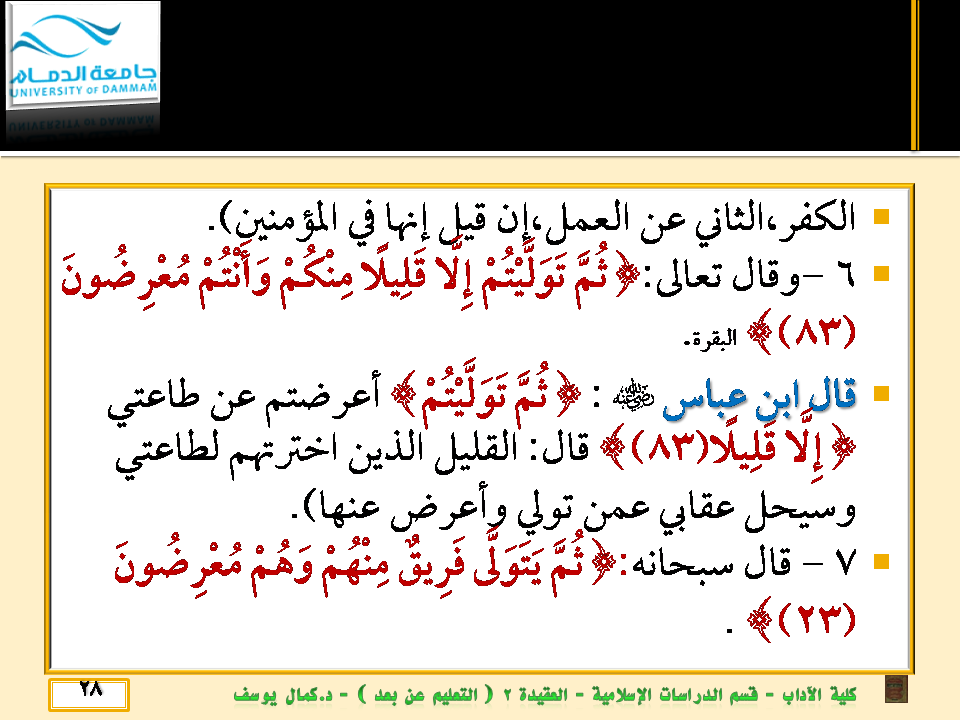 جامعة الدمام
UNIVERSITY OF DAMMAM
الكفر،الثاني عن العمل،إن قيل إنها في المؤمنين).
٦ –وقال تعالى:﴿ ثُمَّ تَوَلَّيْتُمْ إِلَّا قَلِيلًا مِنْكُمْ وَأَنْتُمْ مُعْرِضُونَ
(٨٣)﴾ البقرة.
قال ابن عباس رضي الله عنه : ﴿ ثُمَّ تَوَلَّيْتُمْ﴾ أعرضتم عن طاعتي
﴿ إِلَّا قَلِيلًا(٨٣)﴾ قال: القليل الذين اخترتهم لطاعتي
وسيحل عقابي عمن تولي وأعرض عنها).
٧ – قال سبحانه:﴿ ثُمَّ يَتَوَلَّى فَرِيقٌ مِنْهُمْ وَهُمْ مُعْرِضُونَ
(٢٣)﴾ .
كلية الآداب - قسم الدراسات الإسلامية - العقيدة ٢ ( التعليم عن بعد ) - د.كمال يوسف
٢٨